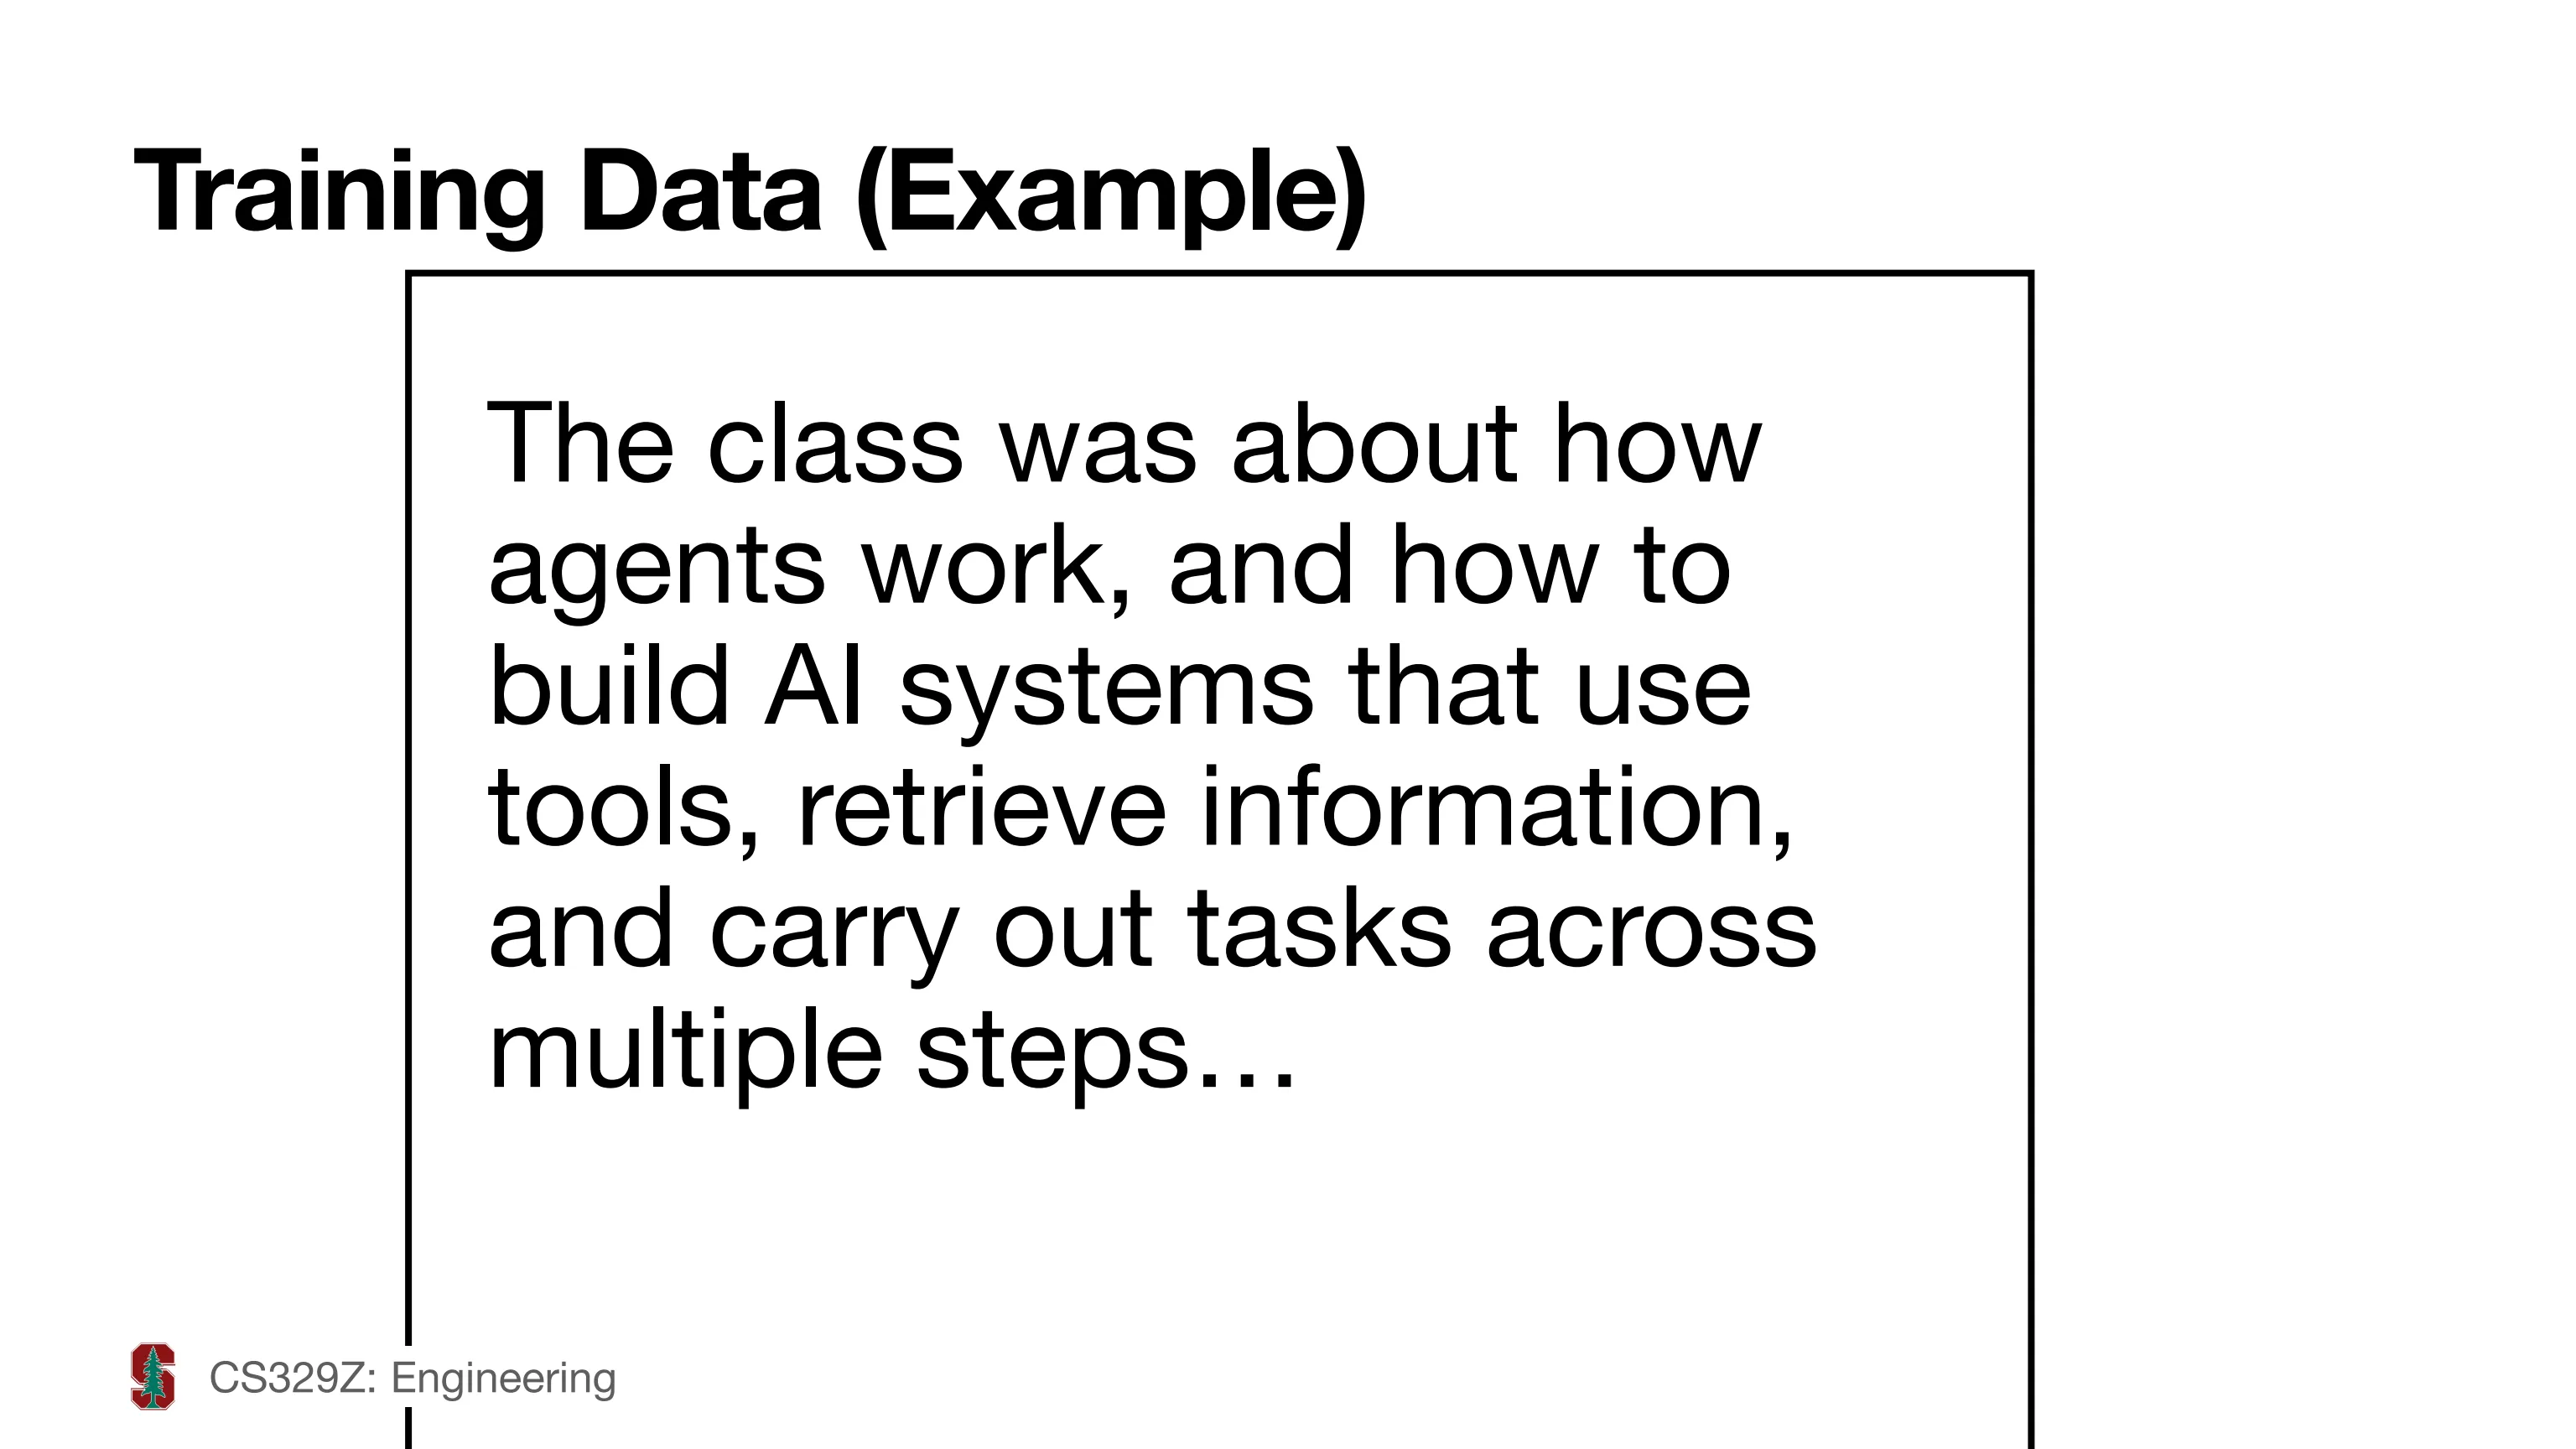 Training Data (Example)
The class was about how
agents work, and how to
build AI systems that use
tools, retrieve information,
and carry out tasks across
multiple steps…
CS329Z: Engineering